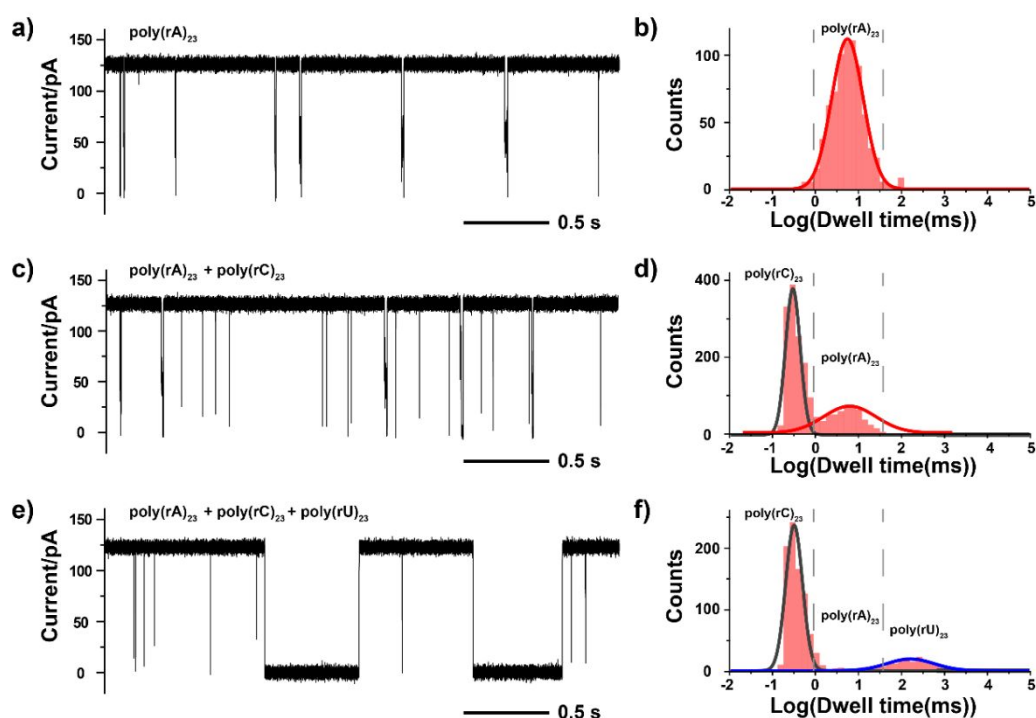 a)
poly(rA)23
Current/pA
150
100
50
0
0.5 s
b)
poly(rA)23
Counts
100
50
0
-2 -1 0 1 2 3 4 5
Log(Dwell time(ms))
c)
poly(rA)23 + poly(rC)23
Current/pA
150
100
50
0
0.5 s
d)
poly(rC)23
poly(rA)23
Counts
400
200
0
-2 -1 0 1 2 3 4 5
Log(Dwell time(ms))
e)
poly(rA)23 + poly(rC)23 + poly(rU)23
Current/pA
150
100
50
0
0.5 s
f)
poly(rC)23
poly(rA)23
poly(rU)23
Counts
200
100
0
-2 -1 0 1 2 3 4 5
Log(Dwell time(ms))